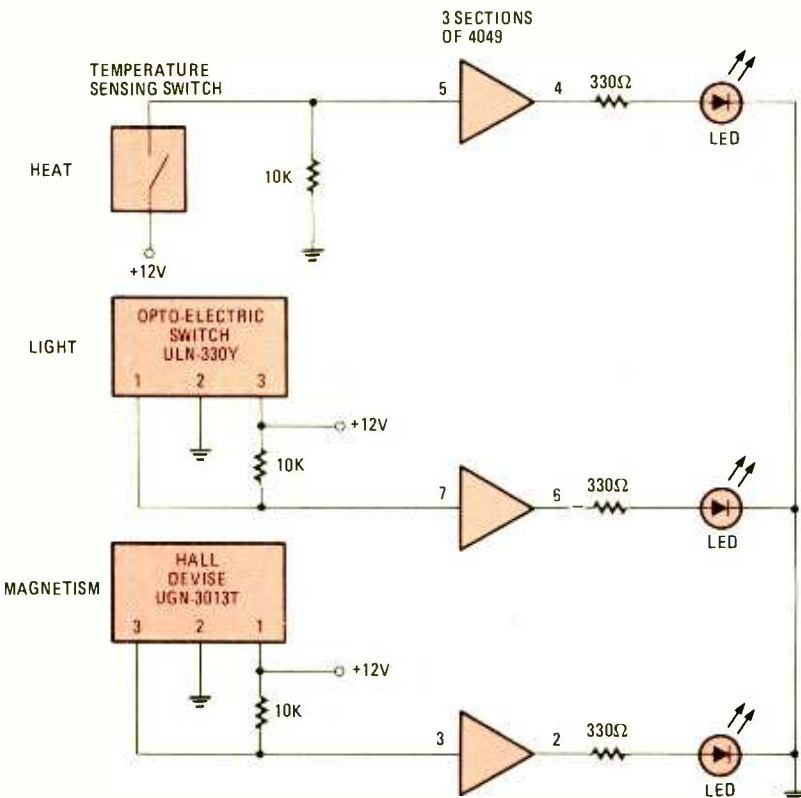 3 SECTIONS
OF 4049
TEMPERATURE
SENSING SWITCH
5
4
330Ω
LED
HEAT
10K
+12V
OPTO-ELECTRIC
SWITCH
ULN-330Y
LIGHT
1 2 3
+12V
10K
7
6
330Ω
LED
HALL
DEVISE
UGN-3013T
MAGNETISM
3 2 1
+12V
10K
3
2
330Ω
LED